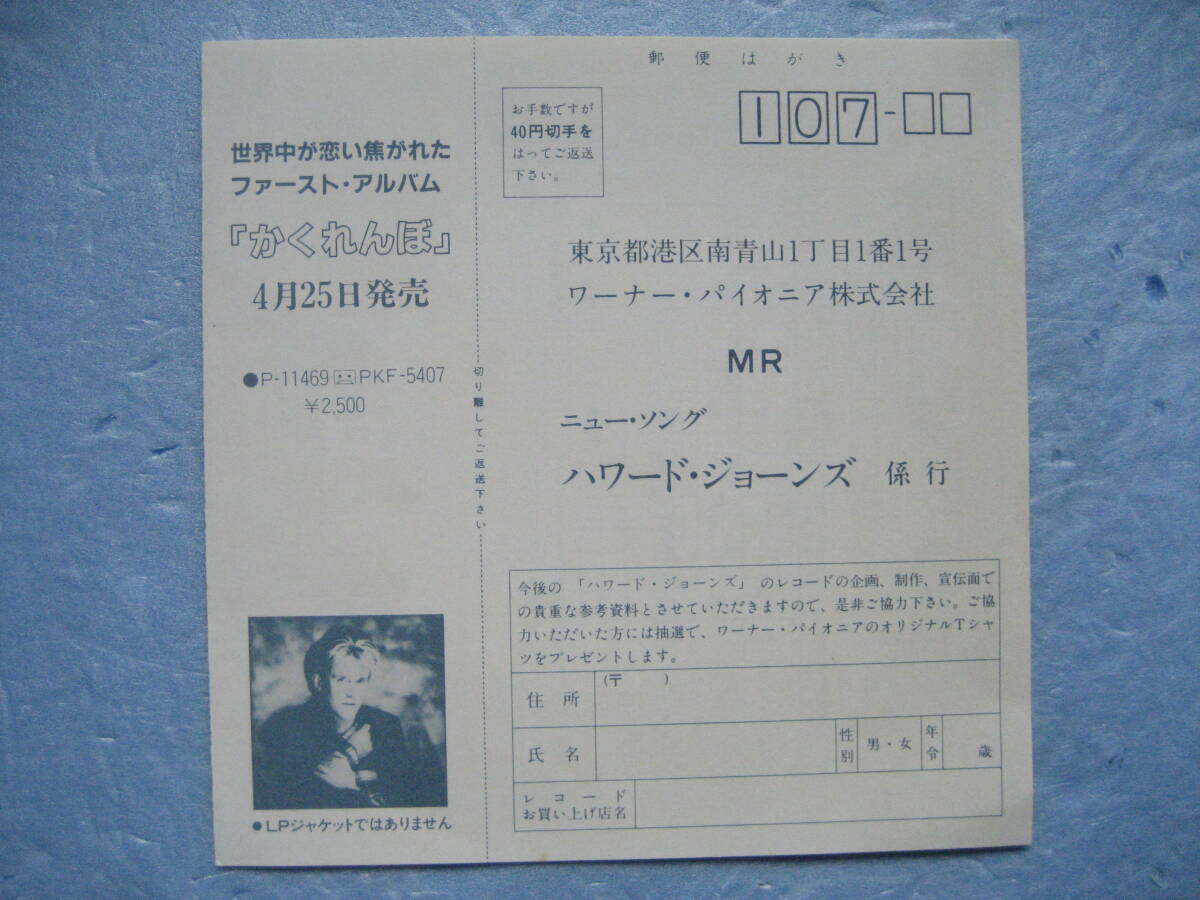 世界中が恋い焦がれた
ファースト・アルバム
『かくれんぼ』
4月25日発売
●P-11469 PKF-5407
¥2,500
●LPジャケットではありません
切り離してご返送下さい
郵便はがき
お手数ですが
40円切手を
はってご返送
下さい。
107-□□
東京都港区南青山1丁目1番1号
ワーナー・パイオニア株式会社
MR
ニュー・ソング
ハワード・ジョーンズ 係 行
今後の「ハワード・ジョーンズ」のレコードの企画、制作、宣伝面で
の貴重な参考資料とさせていただきますので、是非ご協力下さい。ご協
力いただいた方には抽選で、ワーナー・パイオニアのオリジナルTシャ
ツをプレゼントします。
住所 (〒 )
氏名 性別 男・女 年令 歳
レコード
お買い上げ店名